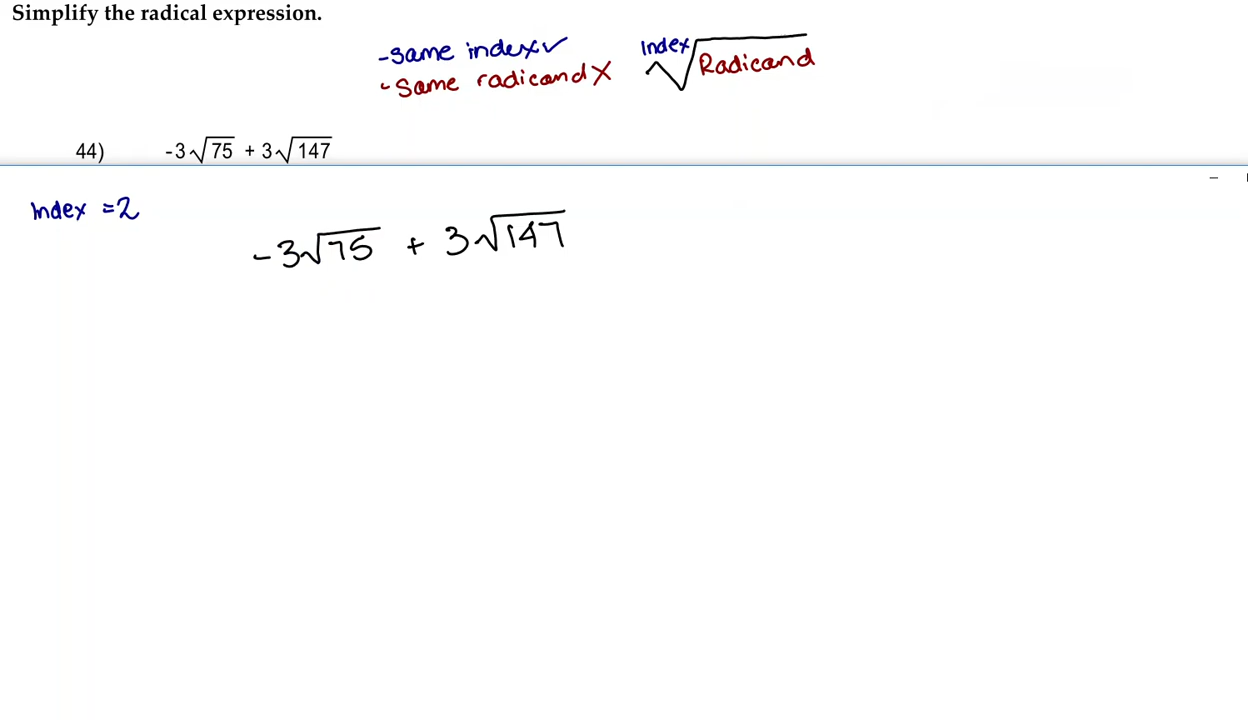 Simplify the radical expression.
-same index✓
-Same radicand X
Index√Radicand
44) -3√75 + 3√147
Index =2
-3√75 + 3√147